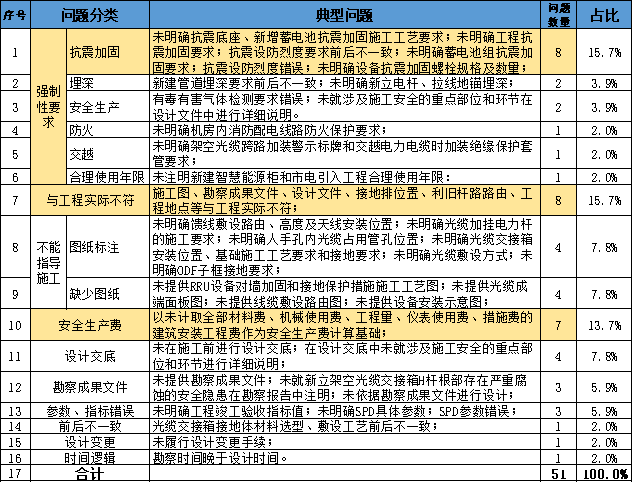 序号 问题分类 典型问题 问题数量 占比
1 强制性要求 抗震加固 未明确抗震底座、新增蓄电池抗震加固施工工艺要求；未明确工程抗震加固要求；抗震设防烈度要求前后不一致；未明确蓄电池组抗震加固要求；抗震设防烈度错误；未明确设备抗震加固螺栓规格及数量； 8 15.7%
2 埋深 新建管道埋深要求前后不一致；未明确新立电杆、拉线地锚埋深； 2 3.9%
3 安全生产 有毒有害气体检测要求错误；未就涉及施工安全的重点部位和环节在设计文件中进行详细说明。 2 3.9%
4 防火 未明确机房内消防配电线路防火保护要求； 1 2.0%
5 交越 未明确架空光缆跨路加装警示标牌和交越电力电缆时加装绝缘保护套管要求； 1 2.0%
6 合理使用年限 未注明新建智慧能源柜和市电引入工程合理使用年限： 1 2.0%
7 与工程实际不符 施工图、勘察成果文件、设计文件、接地排位置、利旧杆路路由、工程地点等与工程实际不符； 8 15.7%
8 不能指导施工 图纸标注 未明确馈线敷设路由、高度及天线安装位置；未明确光缆加挂电力杆的施工要求；未明确人手孔内光缆占用管孔位置；未明确光缆交接箱安装位置、基础施工工艺要求和接地要求；未明确光缆敷设方式；未明确ODF子框接地要求； 4 7.8%
9 缺少图纸 未提供RRU设备对墙加固和接地保护措施施工工艺图；未提供光缆成端面板图；未提供线缆敷设路由图；未提供设备安装示意图； 4 7.8%
10 安全生产费 以未计取全部材料费、机械使用费、工程量、仪表使用费、措施费的建筑安装工程费作为安全生产费计算基础； 7 13.7%
11 设计交底 未在施工前进行设计交底；在设计交底中未就涉及施工安全的重点部位和环节进行详细说明； 4 7.8%
12 勘察成果文件 未提供勘察成果文件；未就新立架空光缆交接箱H杆根部存在严重腐蚀的安全隐患在勘察报告中注明；未依据勘察成果文件进行设计； 3 5.9%
13 参数、指标错误 未明确工程竣工验收指标值；未明确SPD具体参数；SPD参数错误； 3 5.9%
14 前后不一致 光缆交接箱接地体材料选型、敷设工艺前后不一致； 1 2.0%
15 设计变更 未履行设计变更手续； 1 2.0%
16 时间逻辑 勘察时间晚于设计时间。 1 2.0%
17 合计 51 100.0%